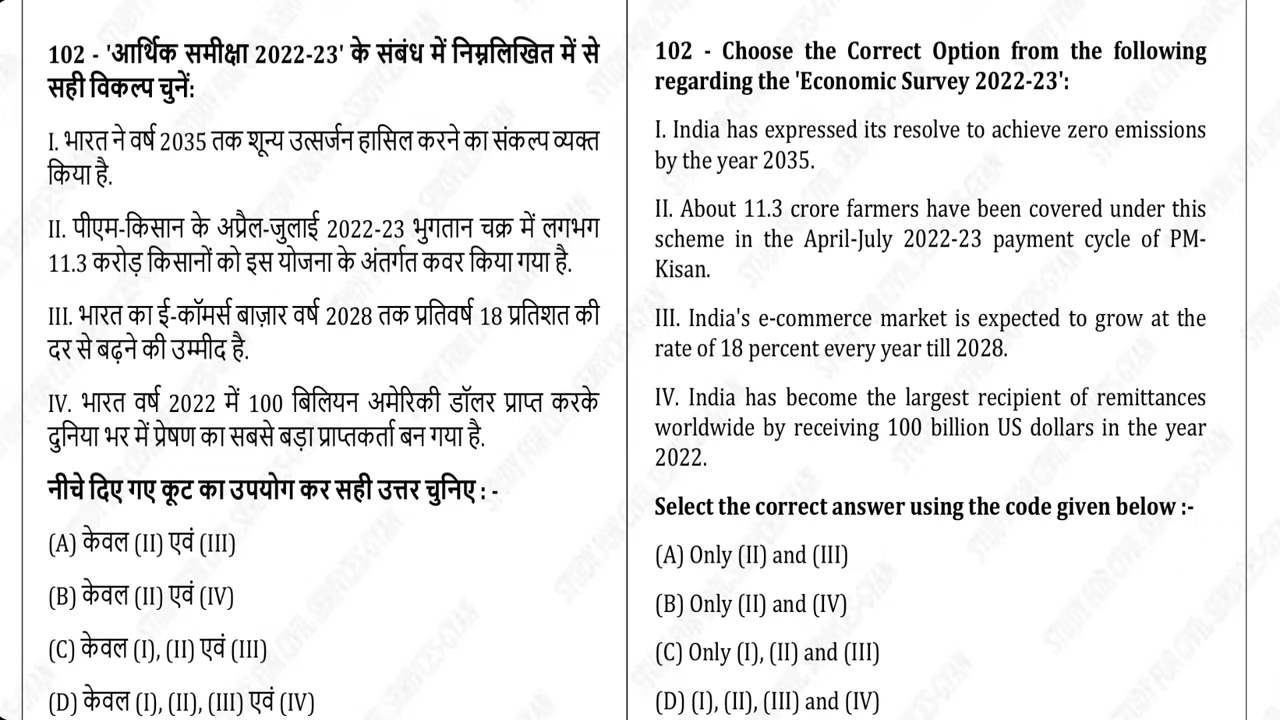 102 - 'आर्थिक समीक्षा 2022-23' के संबंध में निम्नलिखित में से
सही विकल्प चुनें:
I. भारत ने वर्ष 2035 तक शून्य उत्सर्जन हासिल करने का संकल्प व्यक्त
किया है.
II. पीएम-किसान के अप्रैल-जुलाई 2022-23 भुगतान चक्र में लगभग
11.3 करोड़ किसानों को इस योजना के अंतर्गत कवर किया गया है.
III. भारत का ई-कॉमर्स बाज़ार वर्ष 2028 तक प्रतिवर्ष 18 प्रतिशत की
दर से बढ़ने की उम्मीद है.
IV. भारत वर्ष 2022 में 100 बिलियन अमेरिकी डॉलर प्राप्त करके
दुनिया भर में प्रेषण का सबसे बड़ा प्राप्तकर्ता बन गया है.
नीचे दिए गए कूट का उपयोग कर सही उत्तर चुनिए : -
(A) केवल (II) एवं (III)
(B) केवल (II) एवं (IV)
(C) केवल (I), (II) एवं (III)
(D) केवल (I), (II), (III) एवं (IV)
102 - Choose the Correct Option from the following
regarding the 'Economic Survey 2022-23':
I. India has expressed its resolve to achieve zero emissions
by the year 2035.
II. About 11.3 crore farmers have been covered under this
scheme in the April-July 2022-23 payment cycle of PM-
Kisan.
III. India's e-commerce market is expected to grow at the
rate of 18 percent every year till 2028.
IV. India has become the largest recipient of remittances
worldwide by receiving 100 billion US dollars in the year
2022.
Select the correct answer using the code given below :-
(A) Only (II) and (III)
(B) Only (II) and (IV)
(C) Only (I), (II) and (III)
(D) (I), (II), (III) and (IV)